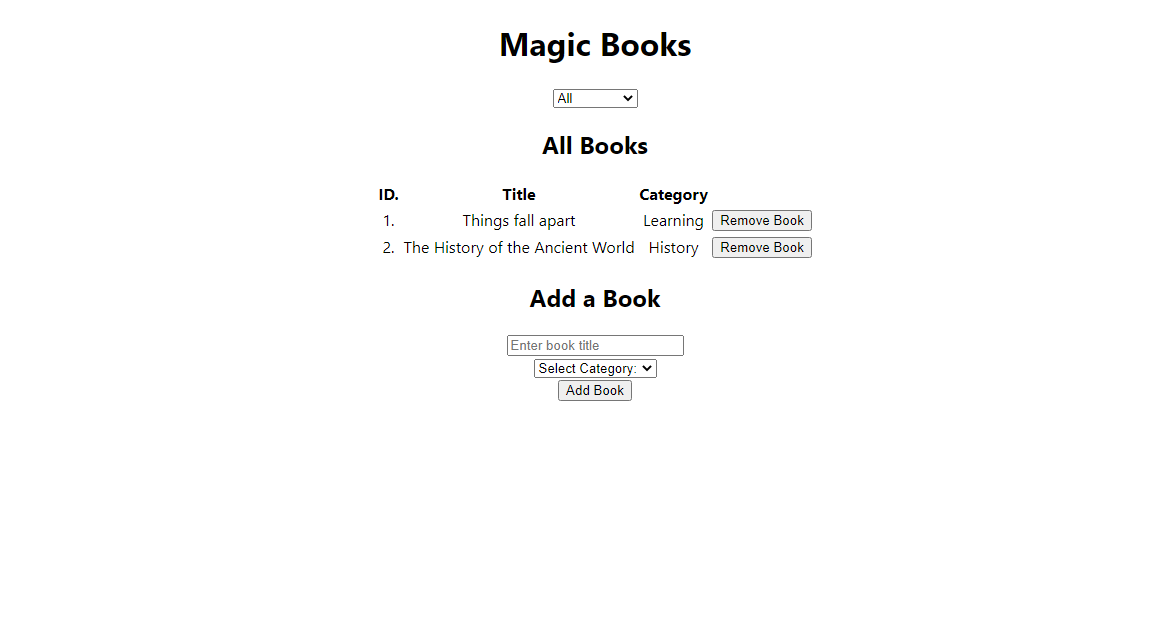 Magic Books
All
All Books
ID. Title Category
1. Things fall apart Learning Remove Book
2. The History of the Ancient World History Remove Book
Add a Book
Enter book title
Select Category:
Add Book